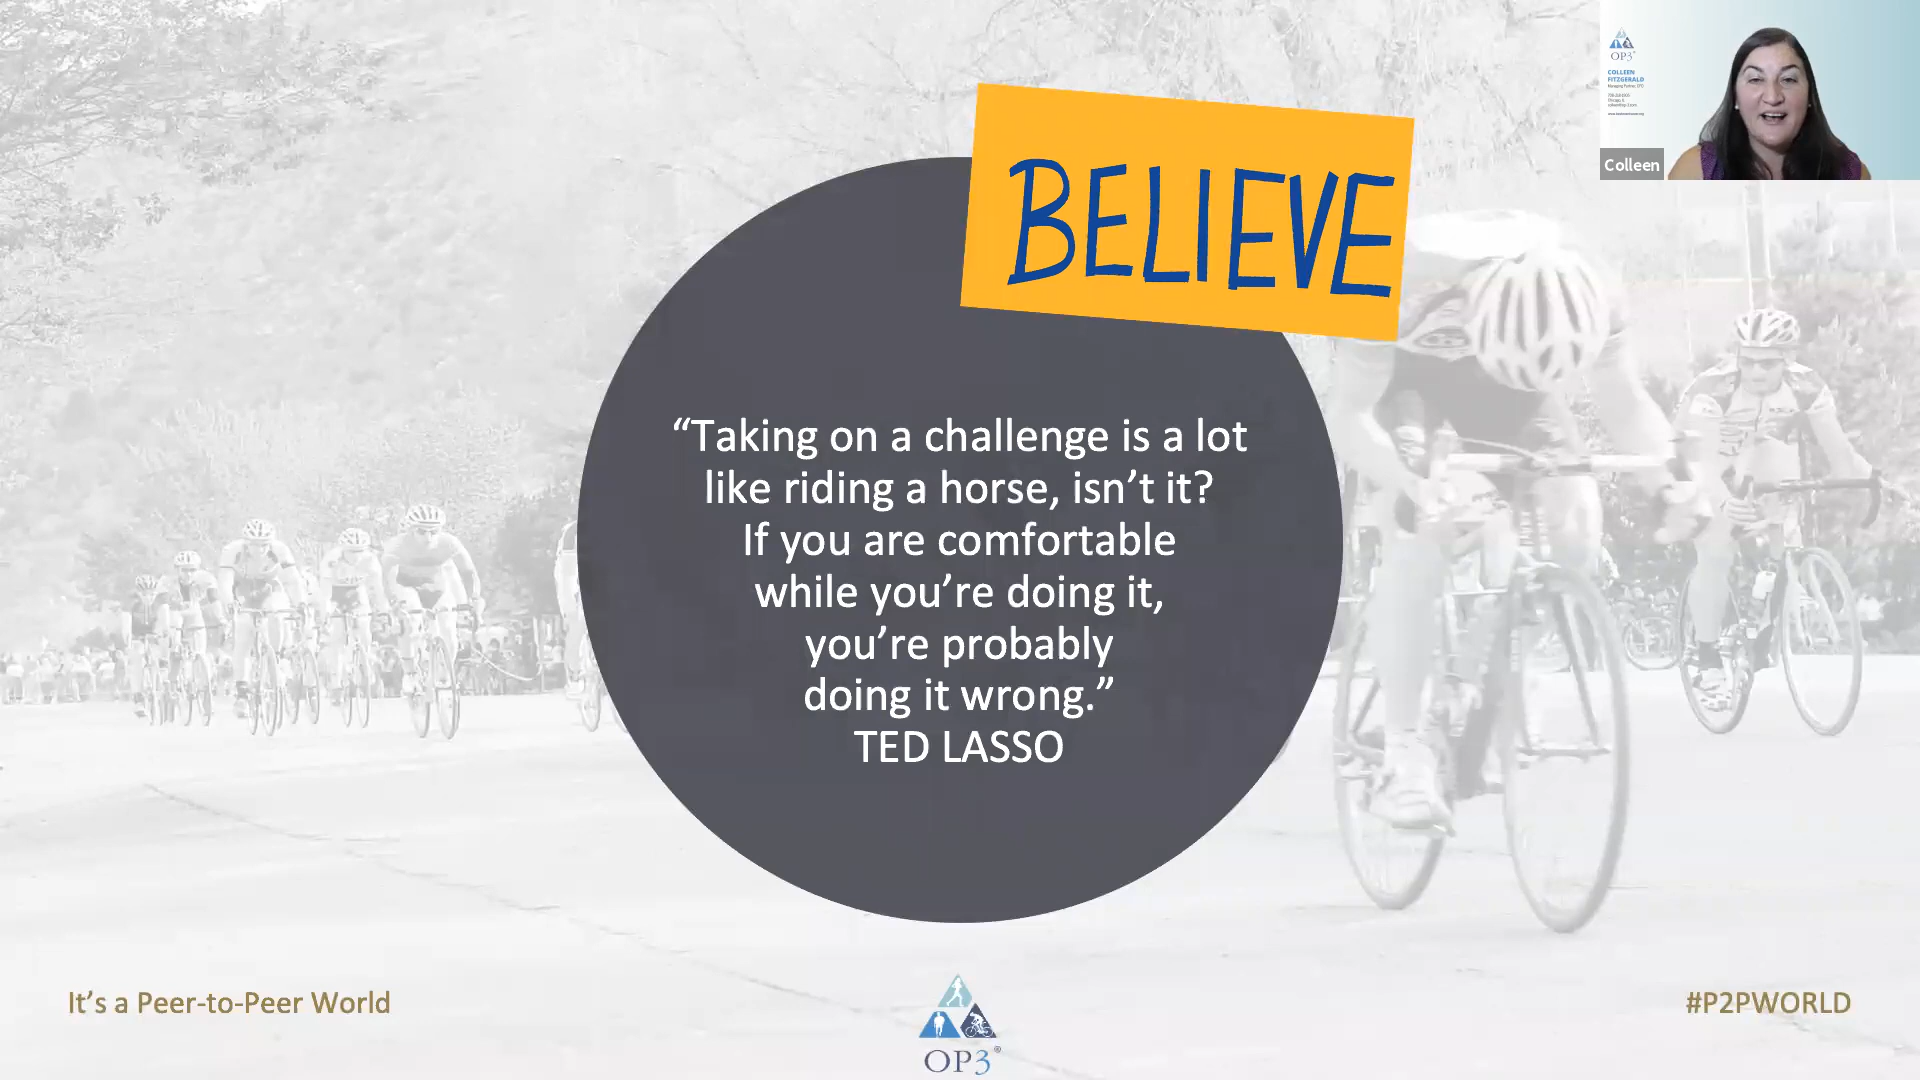 OP3
COLLEEN
FITZGERALD
Colleen
BELIEVE
“Taking on a challenge is a lot
like riding a horse, isn’t it?
If you are comfortable
while you’re doing it,
you’re probably
doing it wrong.”
TED LASSO
It’s a Peer-to-Peer World
OP3®
#P2PWORLD